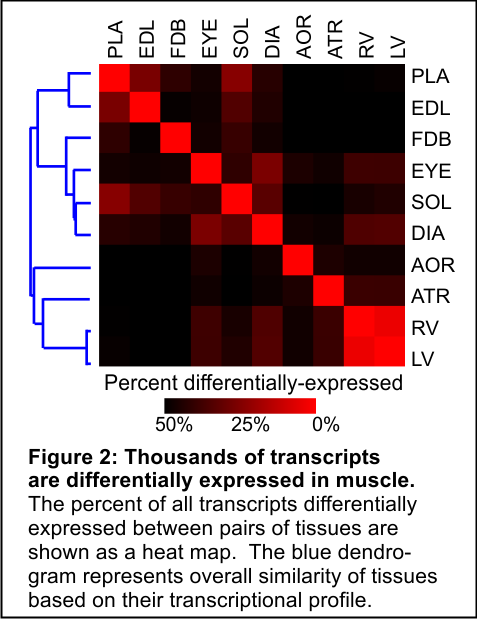 PLA EDL FDB EYE SOL DIA AOR ATR RV LV
PLA
EDL
FDB
EYE
SOL
DIA
AOR
ATR
RV
LV
Percent differentially-expressed
50% 25% 0%
Figure 2: Thousands of transcripts
are differentially expressed in muscle.
The percent of all transcripts differentially
expressed between pairs of tissues are
shown as a heat map.  The blue dendro-
gram represents overall similarity of tissues
based on their transcriptional profile.